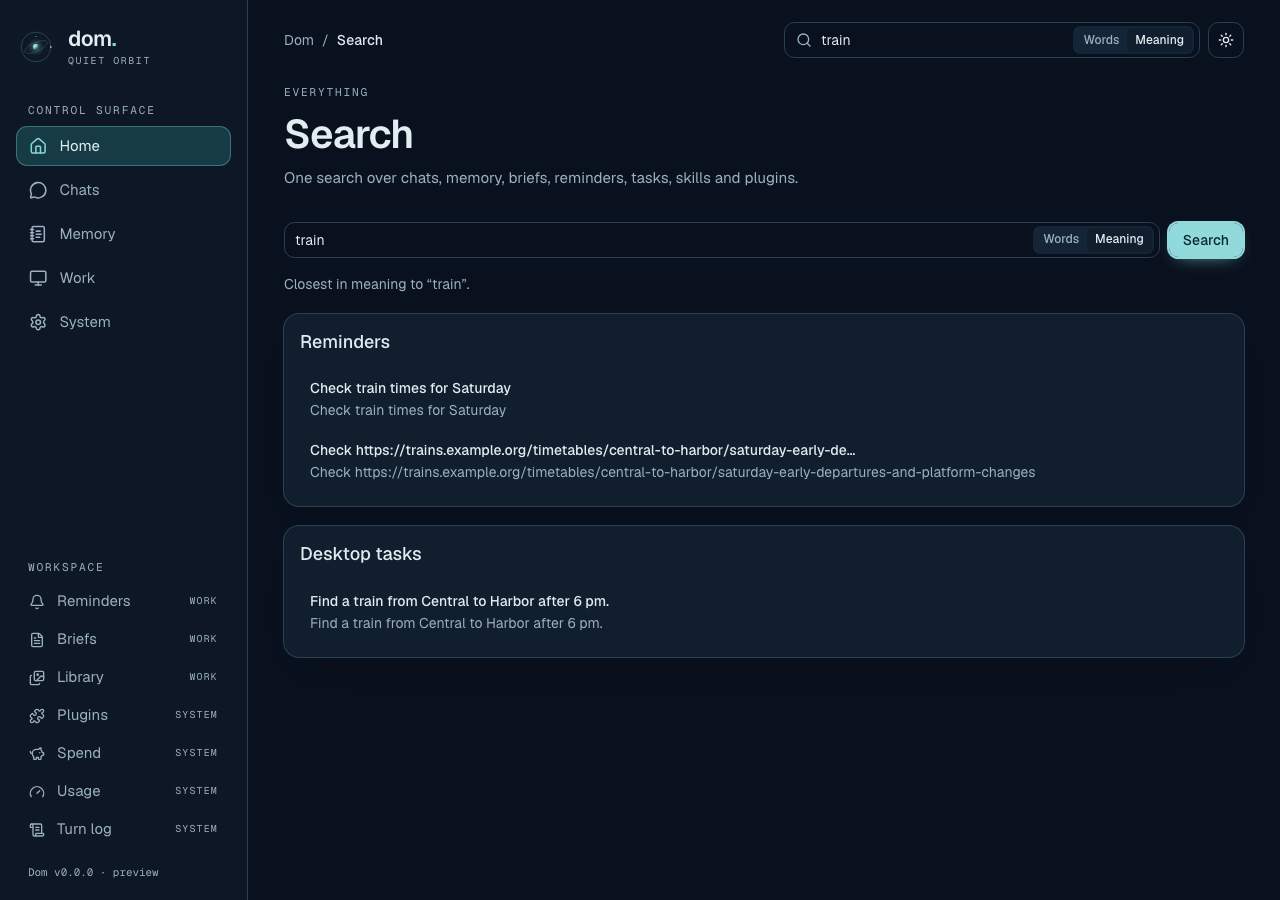 dom.
QUIET ORBIT
CONTROL SURFACE
Home
Chats
Memory
Work
System
WORKSPACE
Reminders WORK
Briefs WORK
Library WORK
Plugins SYSTEM
Spend SYSTEM
Usage SYSTEM
Turn log SYSTEM
Dom v0.0.0 · preview
Dom / Search
train Words Meaning
EVERYTHING
Search
One search over chats, memory, briefs, reminders, tasks, skills and plugins.
train Words Meaning Search
Closest in meaning to “train”.
Reminders
Check train times for Saturday
Check train times for Saturday
Check https://trains.example.org/timetables/central-to-harbor/saturday-early-de…
Check https://trains.example.org/timetables/central-to-harbor/saturday-early-departures-and-platform-changes
Desktop tasks
Find a train from Central to Harbor after 6 pm.
Find a train from Central to Harbor after 6 pm.